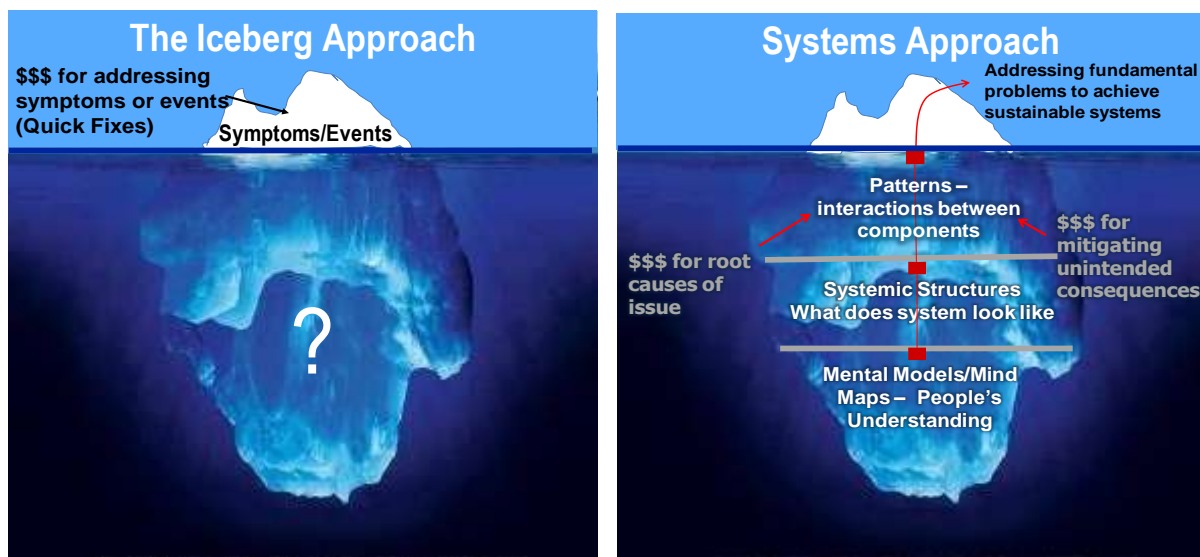 The Iceberg Approach
$$$ for addressing
symptoms or events
(Quick Fixes)
Symptoms/Events
?
Systems Approach
Addressing fundamental
problems to achieve
sustainable systems
Patterns –
interactions between
components
$$$ for root
causes of
issue
$$$ for
mitigating
unintended
consequences
Systemic Structures
What does system look like
Mental Models/Mind
Maps – People's
Understanding